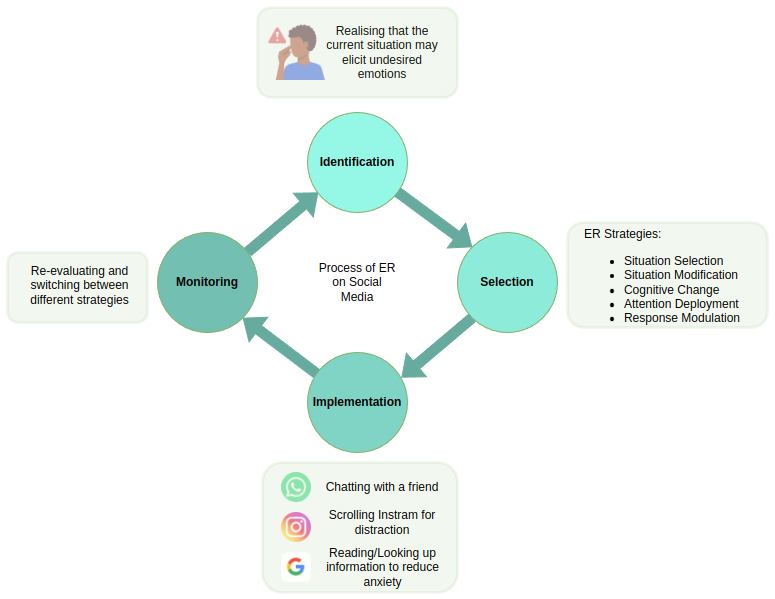 Realising that the
current situation may
elicit undesired
emotions
Identification
ER Strategies:
Situation Selection
Situation Modification
Cognitive Change
Attention Deployment
Response Modulation
Selection
Process of ER
on Social
Media
Monitoring
Re-evaluating and
switching between
different strategies
Implementation
Chatting with a friend
Scrolling Instram for
distraction
Reading/Looking up
information to reduce
anxiety